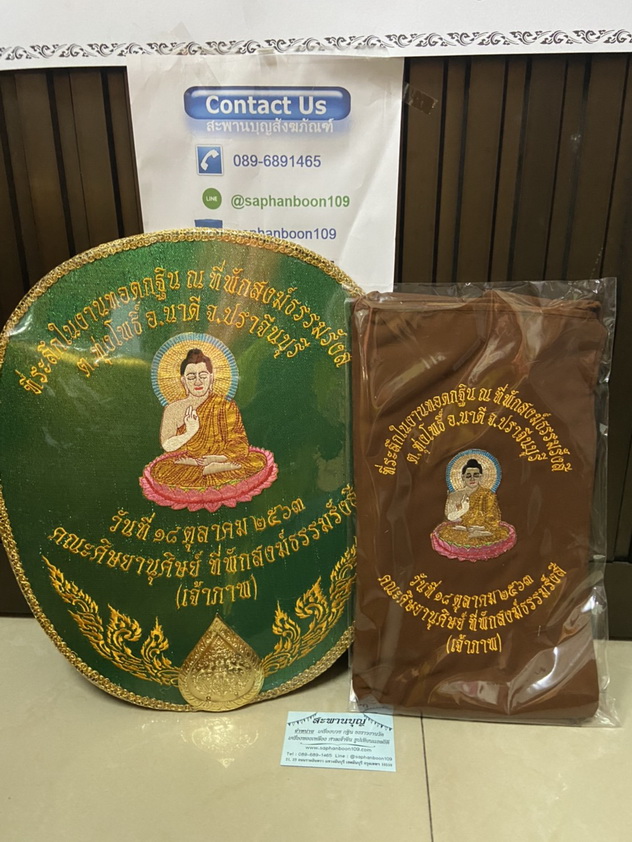 Contact Us
สะพานบุญสังฆภัณฑ์
089-6891465
LINE
@saphanboon109
phanboon109
ที่ระลึกในงานทอดกฐิน ณ ที่พักสงฆ์ธรรมรังสี
ต.ทุ่งโพธิ์ อ.นาดี จ.ปราจีนบุรี
วันที่ ๑๘ ตุลาคม ๒๕๖๓
คณะศิษยานุศิษย์ ที่พักสงฆ์ธรรมรังสี
(เจ้าภาพ)
ที่ระลึกในงานทอดกฐิน ณ ที่พักสงฆ์ธรรมรังสี
ต.ทุ่งโพธิ์ อ.นาดี จ.ปราจีนบุรี
วันที่ ๑๘ ตุลาคม ๒๕๖๓
คณะศิษยานุศิษย์ ที่พักสงฆ์ธรรมรังสี
(เจ้าภาพ)
สะพานบุญ
www.saphanboon109.com
Tel : 089-689-1465 Line : @saphanboon109